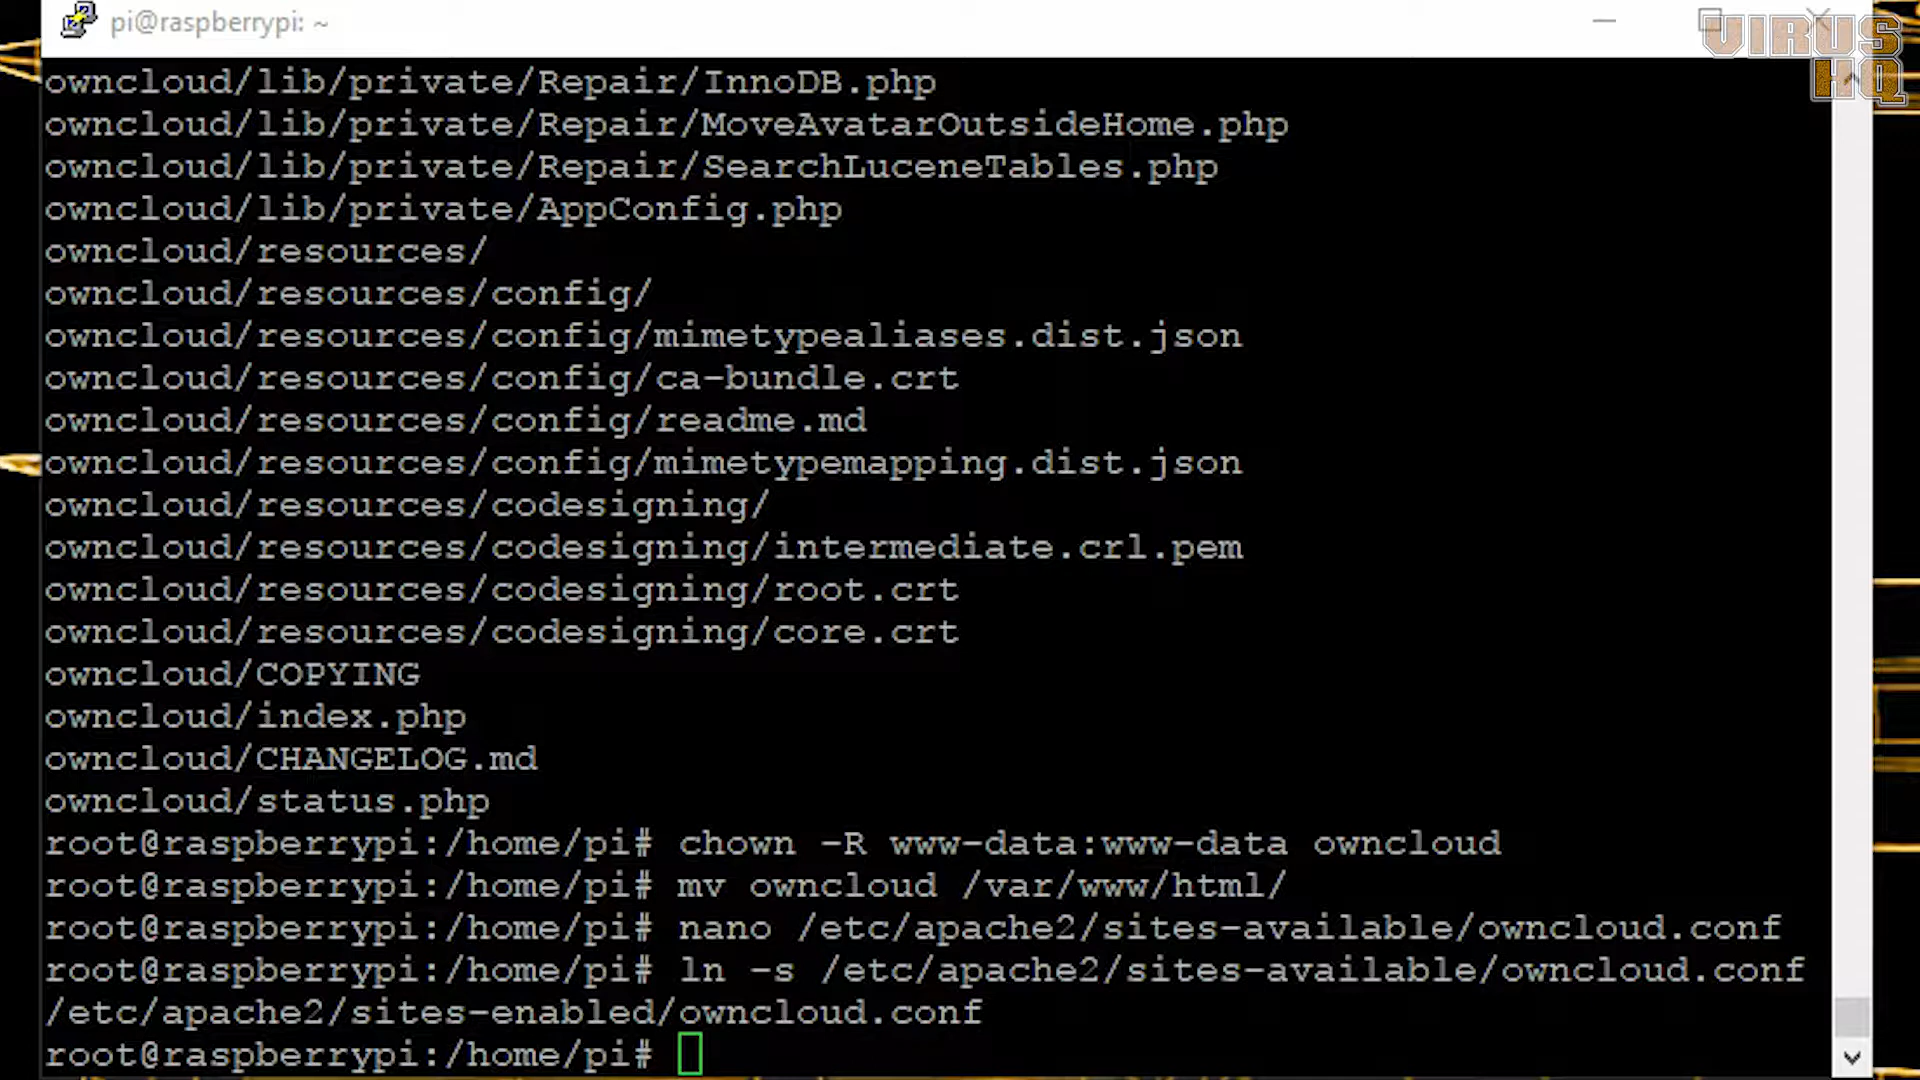 pi@raspberrypi: ~
VIRUS
HQ
owncloud/lib/private/Repair/InnoDB.php
owncloud/lib/private/Repair/MoveAvatarOutsideHome.php
owncloud/lib/private/Repair/SearchLuceneTables.php
owncloud/lib/private/AppConfig.php
owncloud/resources/
owncloud/resources/config/
owncloud/resources/config/mimetypealiases.dist.json
owncloud/resources/config/ca-bundle.crt
owncloud/resources/config/readme.md
owncloud/resources/config/mimetypemapping.dist.json
owncloud/resources/codesigning/
owncloud/resources/codesigning/intermediate.crl.pem
owncloud/resources/codesigning/root.crt
owncloud/resources/codesigning/core.crt
owncloud/COPYING
owncloud/index.php
owncloud/CHANGELOG.md
owncloud/status.php
root@raspberrypi:/home/pi# chown -R www-data:www-data owncloud
root@raspberrypi:/home/pi# mv owncloud /var/www/html/
root@raspberrypi:/home/pi# nano /etc/apache2/sites-available/owncloud.conf
root@raspberrypi:/home/pi# ln -s /etc/apache2/sites-available/owncloud.conf
/etc/apache2/sites-enabled/owncloud.conf
root@raspberrypi:/home/pi#